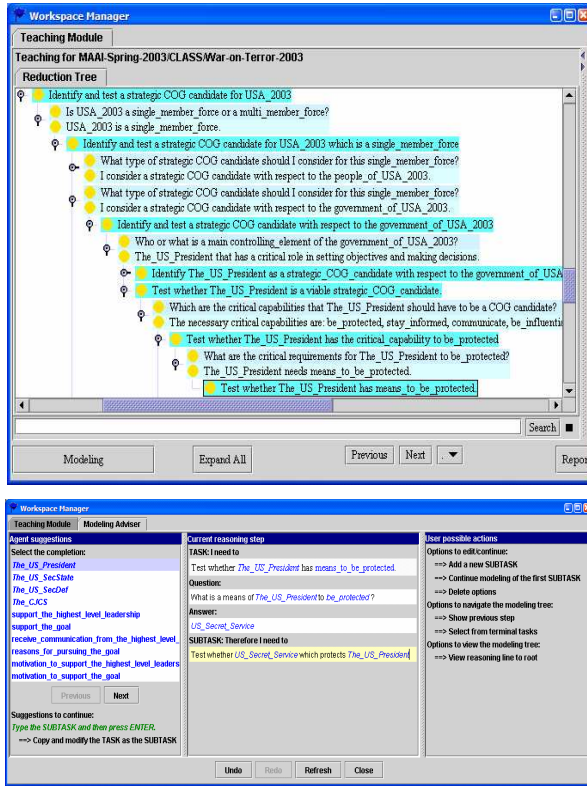 Workspace Manager
Teaching Module
Teaching for MAAI-Spring-2003/CLASS/War-on-Terror-2003
Reduction Tree
Identify and test a strategic COG candidate for USA_2003
Is USA_2003 a single_member_force or a multi_member_force?
USA_2003 is a single_member_force.
Identify and test a strategic COG candidate for USA_2003 which is a single_member_force
What type of strategic COG candidate should I consider for this single_member_force?
I consider a strategic COG candidate with respect to the people_of_USA_2003.
What type of strategic COG candidate should I consider for this single_member_force?
I consider a strategic COG candidate with respect to the government_of_USA_2003.
Identify and test a strategic COG candidate with respect to the government_of_USA_2003
Who or what is a main controlling_element of the government_of_USA_2003?
The_US_President that has a critical role in setting objectives and making decisions.
Identify The_US_President as a strategic_COG_candidate with respect to the government_of_USA
Test whether The_US_President is a viable strategic_COG_candidate.
Which are the critical capabilities that The_US_President should have to be a COG candidate?
The necessary critical capabilities are: be_protected, stay_informed, communicate, be_influentia
Test whether The_US_President has the critical_capability to be_protected
What are the critical requirements for The_US_President to be_protected?
The_US_President needs means_to_be_protected.
Test whether The_US_President has means_to_be_protected.
Search
Modeling
Expand All
Previous
Next
.
Repor
Workspace Manager
Teaching Module
Modeling Adviser
Agent suggestions
Select the completion:
The_US_President
The_US_SecState
The_US_SecDef
The_CJCS
support_the_highest_level_leadership
support_the_goal
receive_communication_from_the_highest_level_
reasons_for_pursuing_the_goal
motivation_to_support_the_highest_level_leaders
motivation_to_support_the_goal
Previous
Next
Suggestions to continue:
Type the SUBTASK and then press ENTER.
==> Copy and modify the TASK as the SUBTASK
Current reasoning step
TASK: I need to
Test whether The_US_President has means_to_be_protected.
Question:
What is a means of The_US_President to be_protected ?
Answer:
US_Secret_Service
SUBTASK: Therefore I need to
Test whether US_Secret_Service which protects The_US_President
User possible actions
Options to edit/continue:
==> Add a new SUBTASK
==> Continue modeling of the first SUBTASK
==> Delete options
Options to navigate the modeling tree:
==> Show previous step
==> Select from terminal tasks
Options to view the modeling tree:
==> View reasoning line to root
Undo
Redo
Refresh
Close